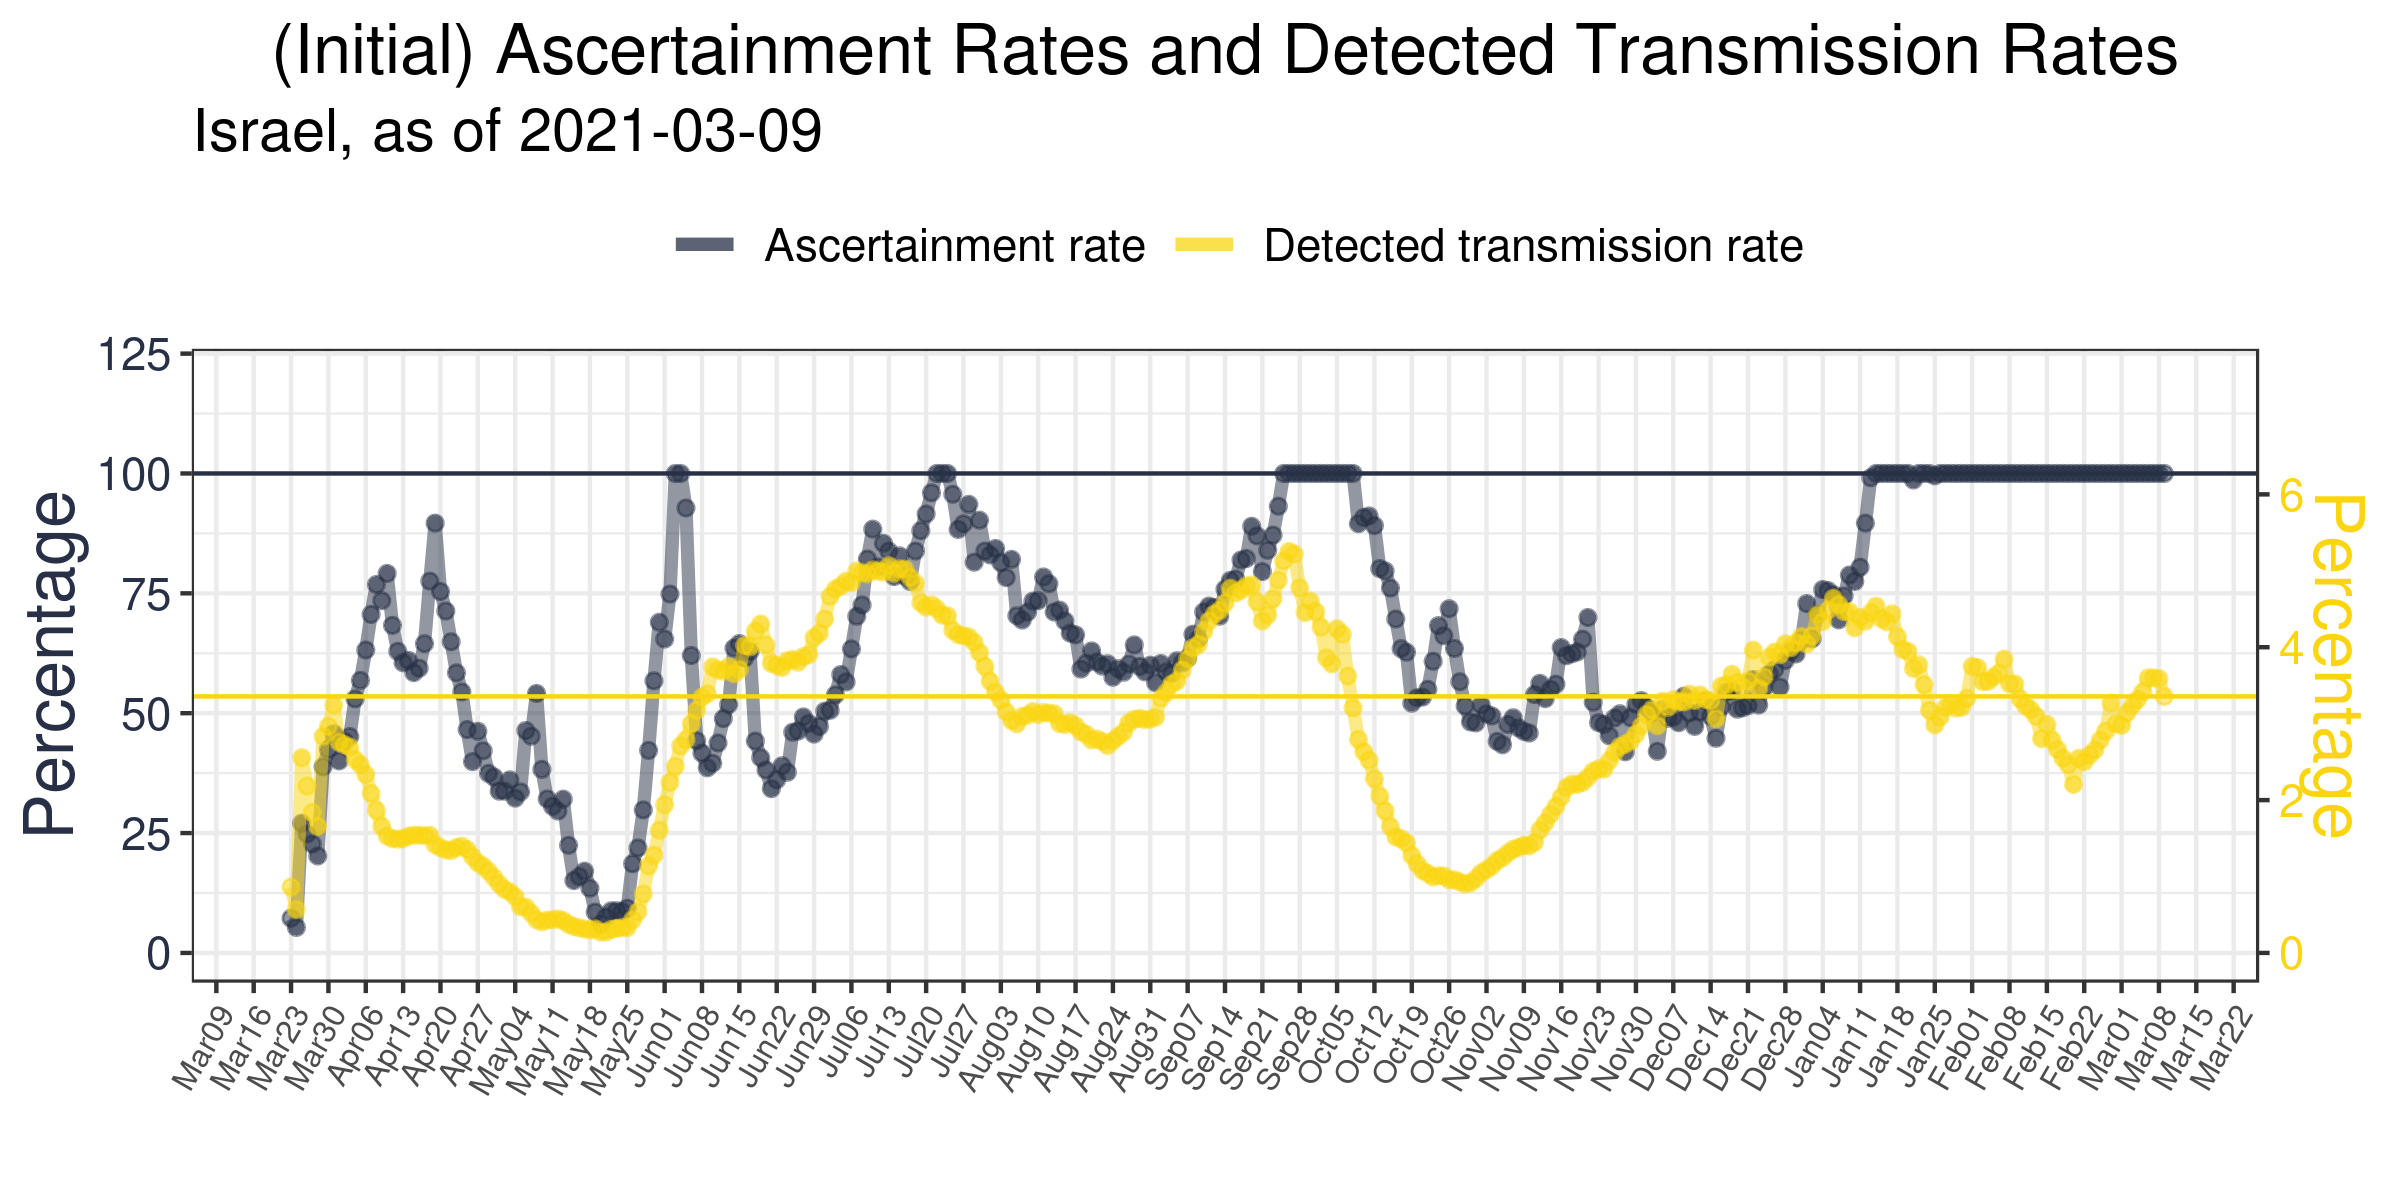 (Initial) Ascertainment Rates and Detected Transmission Rates
Israel, as of 2021-03-09
Ascertainment rate
Detected transmission rate
Percentage
125
100
75
50
25
0
6
4
2
0
Percentage
Mar09
Mar16
Mar23
Mar30
Apr06
Apr13
Apr20
Apr27
May04
May11
May18
May25
Jun01
Jun08
Jun15
Jun22
Jun29
Jul06
Jul13
Jul20
Jul27
Aug03
Aug10
Aug17
Aug24
Aug31
Sep07
Sep14
Sep21
Sep28
Oct05
Oct12
Oct19
Oct26
Nov02
Nov09
Nov16
Nov23
Nov30
Dec07
Dec14
Dec21
Dec28
Jan04
Jan11
Jan18
Jan25
Feb01
Feb08
Feb15
Feb22
Mar01
Mar08
Mar15
Mar22